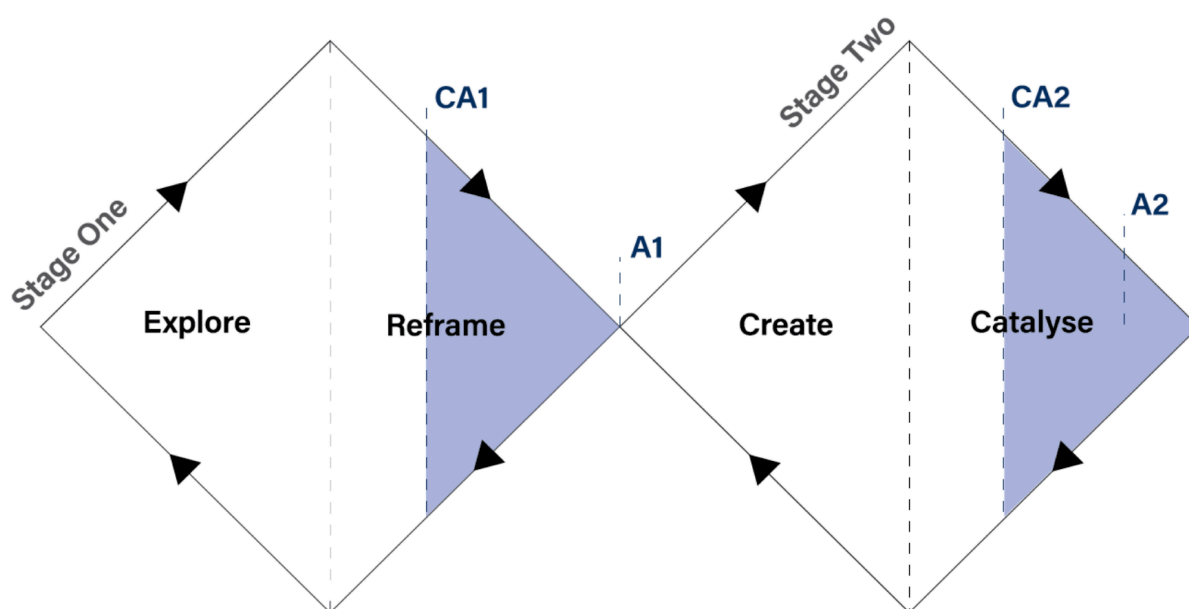 Stage One
Explore
CA1
Reframe
A1
Stage Two
Create
CA2
Catalyse
A2